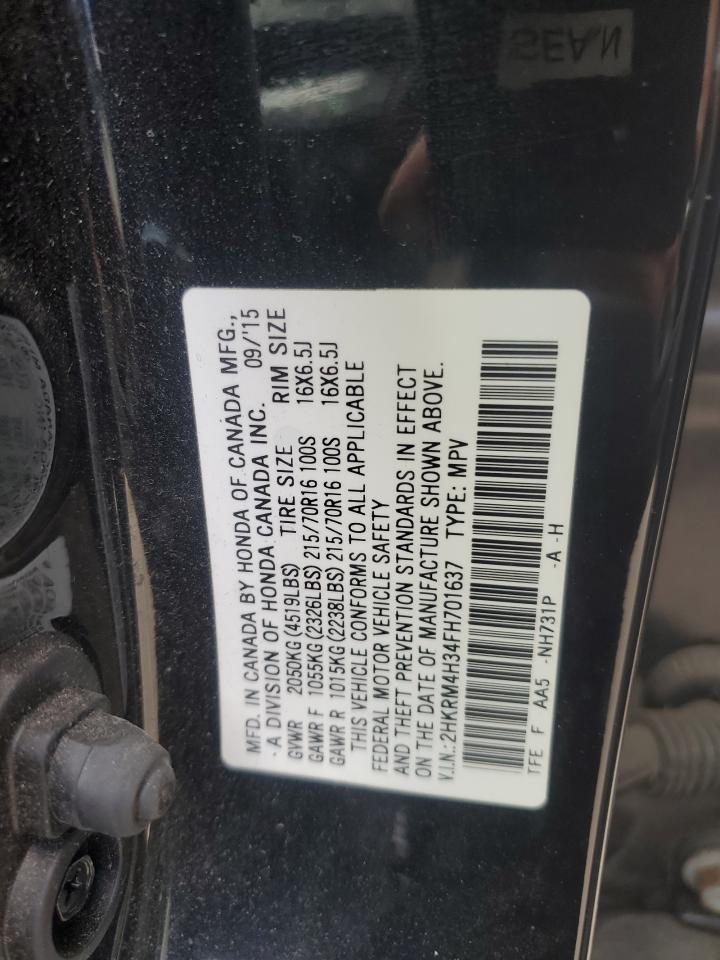 MFD. IN CANADA BY HONDA OF CANADA MFG.,
- A DIVISION OF HONDA CANADA INC. 09/'15
GVWR 2050KG (4519LBS) TIRE SIZE RIM SIZE
GAWR F 1055KG (2326LBS) 215/70R16 100S 16X6.5J
GAWR R 1015KG (2238LBS) 215/70R16 100S 16X6.5J
THIS VEHICLE CONFORMS TO ALL APPLICABLE
FEDERAL MOTOR VEHICLE SAFETY
AND THEFT PREVENTION STANDARDS IN EFFECT
ON THE DATE OF MANUFACTURE SHOWN ABOVE.
V.I.N.: 2HKRM4H34FH701637 TYPE: MPV
TFE F AA5 -NH731P -A -H